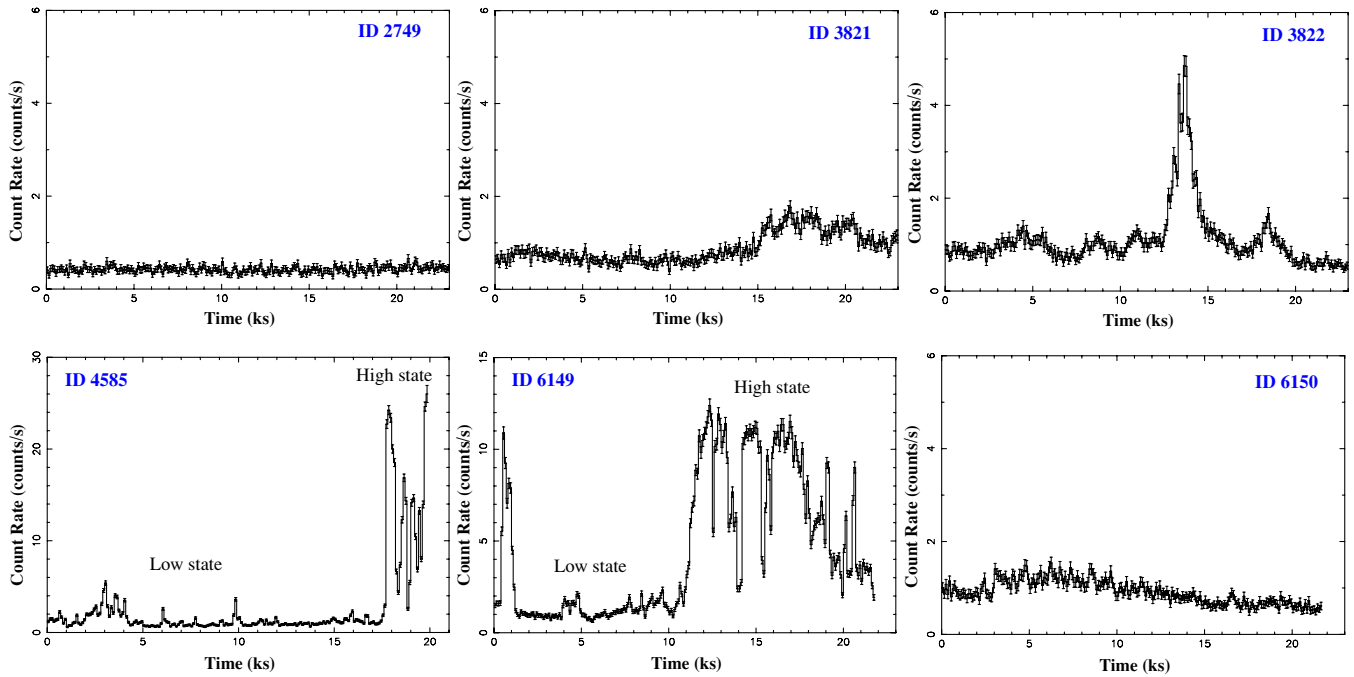 ID 2749
6
4
2
0
Count Rate (counts/s)
0 5 10 15 20
Time (ks)
ID 3821
6
4
2
0
Count Rate (counts/s)
0 5 10 15 20
Time (ks)
ID 3822
6
4
2
0
Count Rate (counts/s)
0 5 10 15 20
Time (ks)
ID 4585
High state
Low state
30
20
10
0
Count Rate (counts/s)
0 5 10 15 20
Time (ks)
ID 6149
High state
Low state
15
10
5
0
Count Rate (counts/s)
0 5 10 15 20
Time (ks)
ID 6150
6
4
2
0
Count Rate (counts/s)
0 5 10 15 20
Time (ks)